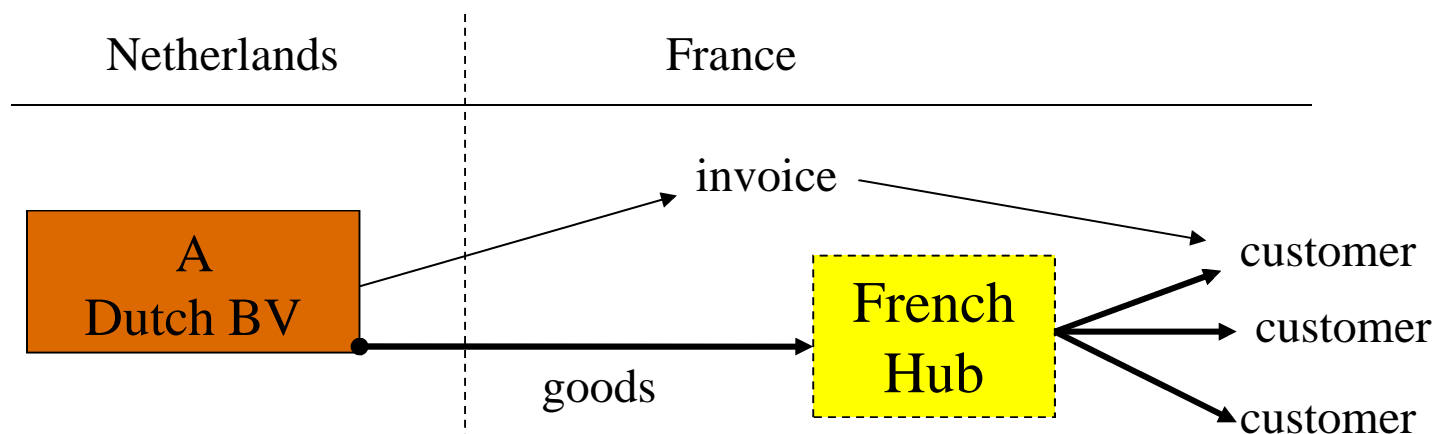 Netherlands
France
invoice
A
Dutch BV
goods
French
Hub
customer
customer
customer